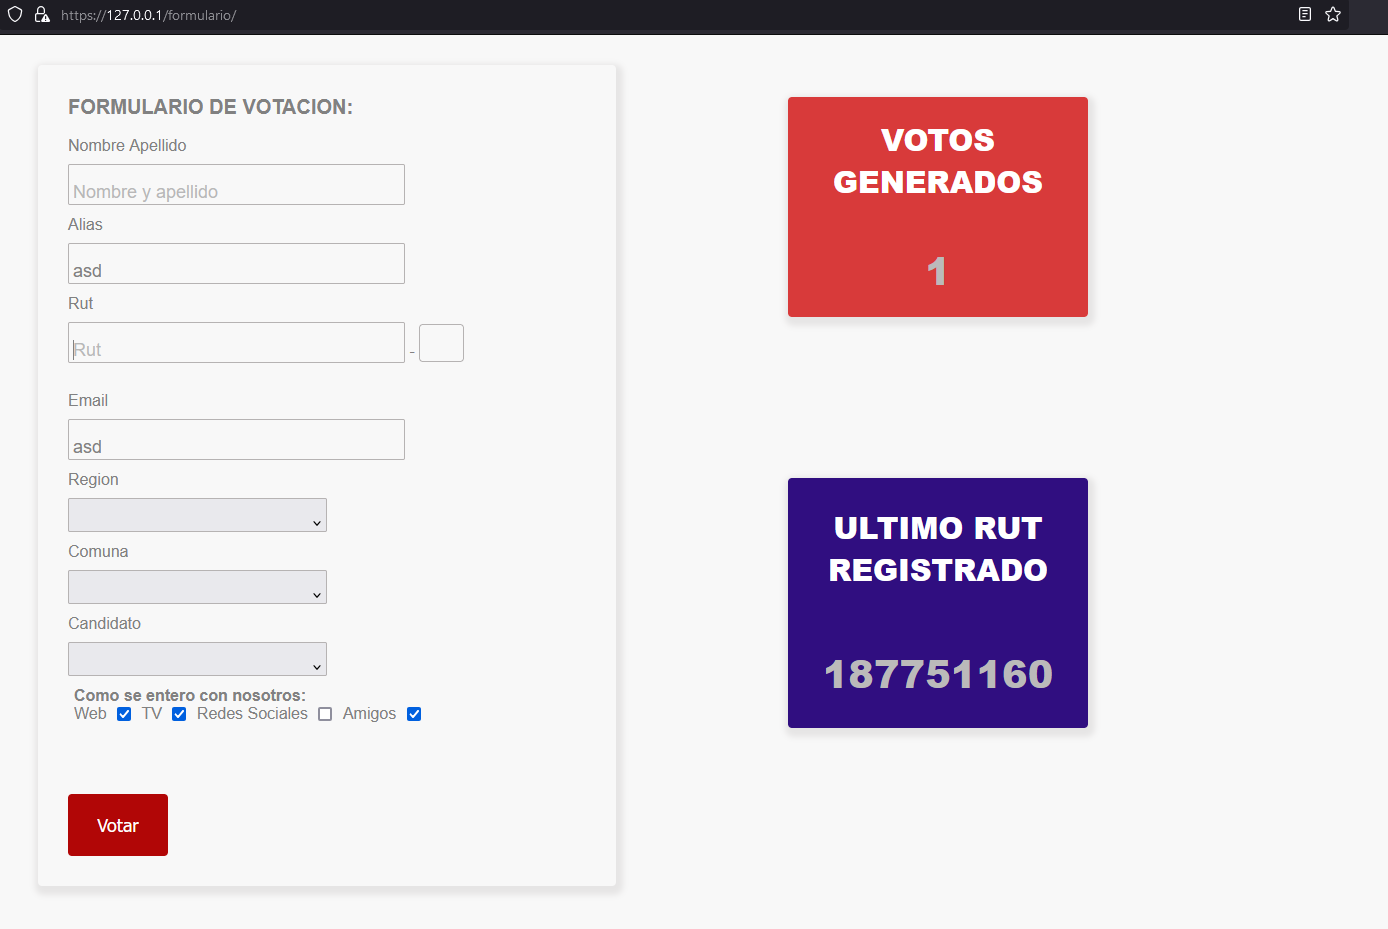 https://127.0.0.1/formulario/
FORMULARIO DE VOTACION:
Nombre Apellido
Nombre y apellido
Alias
asd
Rut
Rut
-
Email
asd
Region
Comuna
Candidato
Como se entero con nosotros:
Web TV Redes Sociales Amigos
Votar
VOTOS
GENERADOS
1
ULTIMO RUT
REGISTRADO
187751160